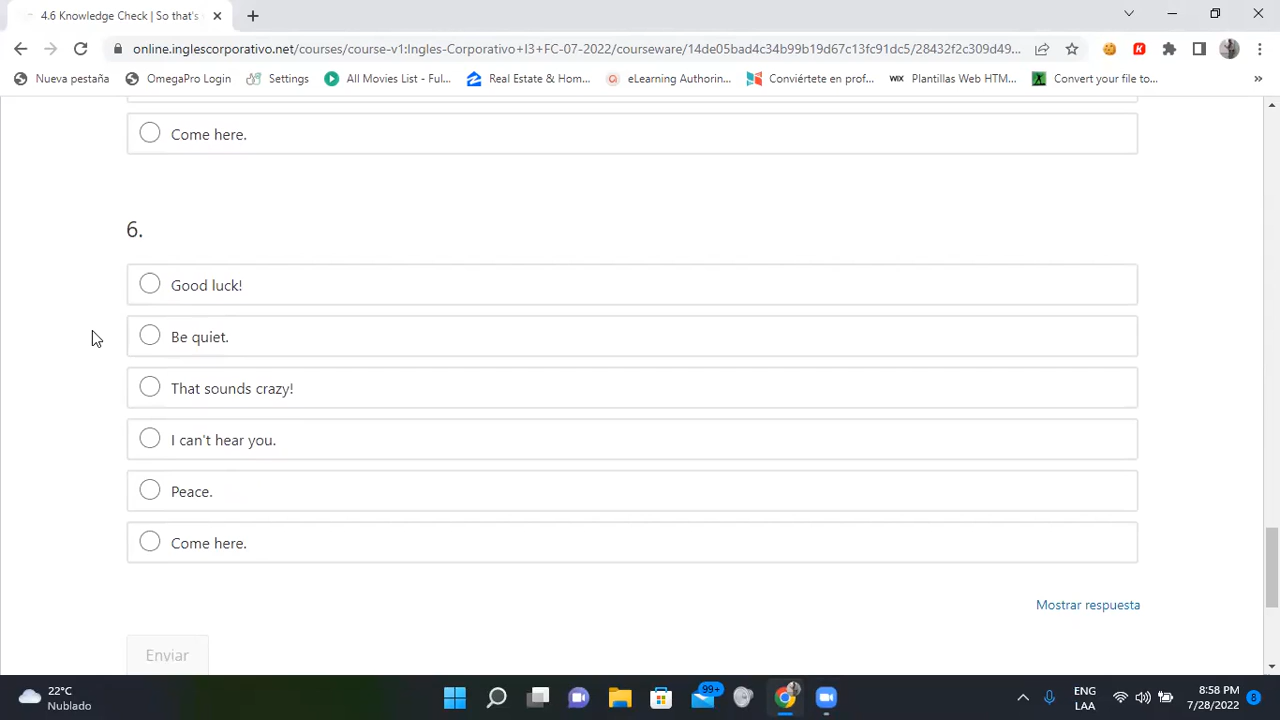 4.6 Knowledge Check | So that's
online.inglescorporativo.net/courses/course-v1:Ingles-Corporativo+I3+FC-07-2022/courseware/14de05bad4c34b99b19d67c13fc91dc5/28432f2c309d49...
Nueva pestaña
OmegaPro Login
Settings
All Movies List - Ful...
Real Estate & Hom...
eLearning Authorin...
Conviértete en prof...
WIX Plantillas Web HTM...
Convert your file to...
»
Come here.
6.
Good luck!
Be quiet.
That sounds crazy!
I can't hear you.
Peace.
Come here.
Mostrar respuesta
Enviar
22°C
Nublado
99+
ENG
LAA
8:58 PM
7/28/2022
8